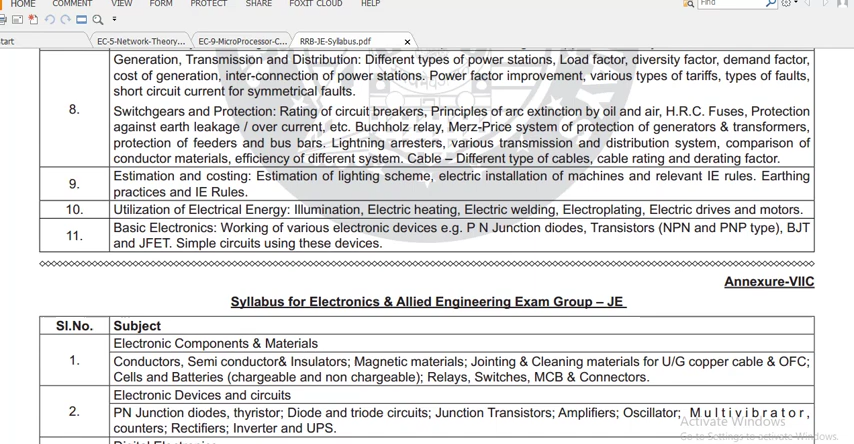 HOME COMMENT VIEW FORM PROTECT SHARE FOXIT CLOUD HELP
Find
tart EC-5-Network-Theory... EC-9-MicroProcessor-C... RRB-JE-Syllabus.pdf
Generation, Transmission and Distribution: Different types of power stations, Load factor, diversity factor, demand factor,
cost of generation, inter-connection of power stations. Power factor improvement, various types of tariffs, types of faults,
short circuit current for symmetrical faults.
8.
Switchgears and Protection: Rating of circuit breakers, Principles of arc extinction by oil and air, H.R.C. Fuses, Protection
against earth leakage / over current, etc. Buchholz relay, Merz-Price system of protection of generators & transformers,
protection of feeders and bus bars. Lightning arresters, various transmission and distribution system, comparison of
conductor materials, efficiency of different system. Cable – Different type of cables, cable rating and derating factor.
9.
Estimation and costing: Estimation of lighting scheme, electric installation of machines and relevant IE rules. Earthing
practices and IE Rules.
10. Utilization of Electrical Energy: Illumination, Electric heating, Electric welding, Electroplating, Electric drives and motors.
11.
Basic Electronics: Working of various electronic devices e.g. P N Junction diodes, Transistors (NPN and PNP type), BJT
and JFET. Simple circuits using these devices.
Annexure-VIIC
Syllabus for Electronics & Allied Engineering Exam Group – JE
Sl.No. Subject
Electronic Components & Materials
1.
Conductors, Semi conductor& Insulators; Magnetic materials; Jointing & Cleaning materials for U/G copper cable & OFC;
Cells and Batteries (chargeable and non chargeable); Relays, Switches, MCB & Connectors.
Electronic Devices and circuits
2.
PN Junction diodes, thyristor; Diode and triode circuits; Junction Transistors; Amplifiers; Oscillator; Multivibrator,
counters; Rectifiers; Inverter and UPS.
Activate Windows
Go to Settings to activate Windows.
Digital Electronics